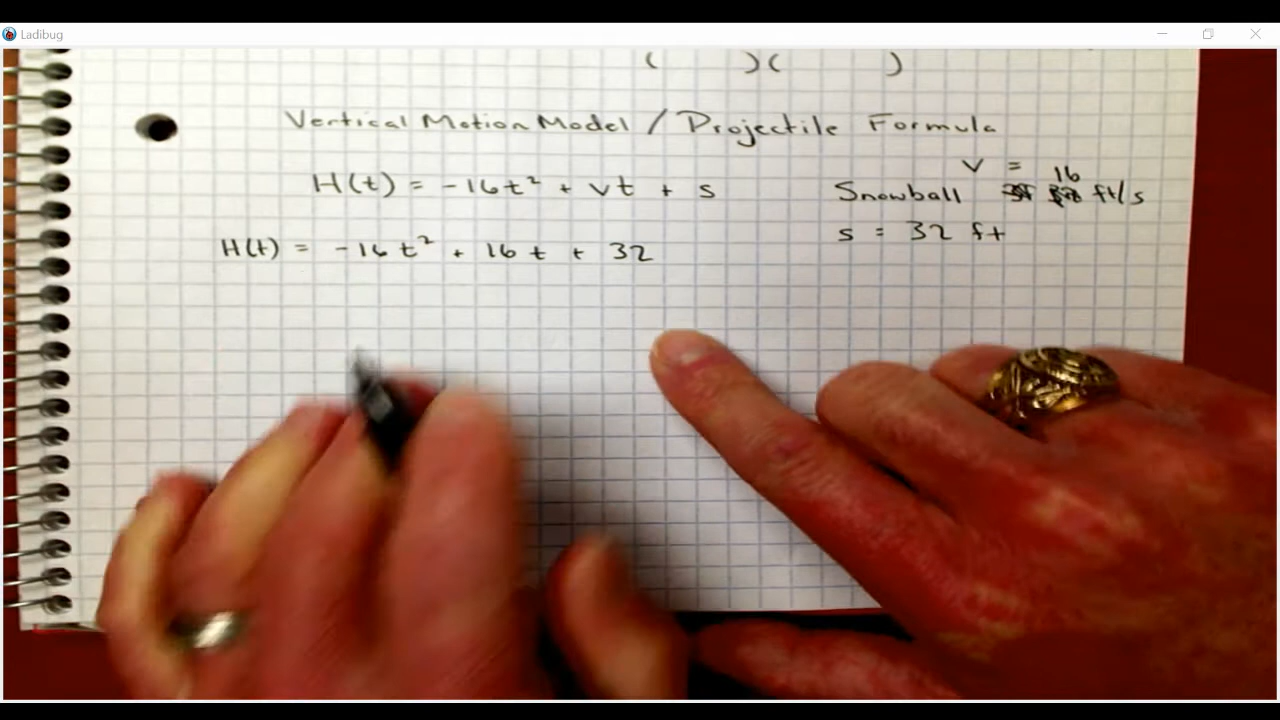 Ladibug
( )( )
Vertical Motion Model / Projectile Formula
H(t) = -16t² + vt + s
H(t) = -16t² + 16t + 32
v = 16
Snowball ft/s
s = 32 ft